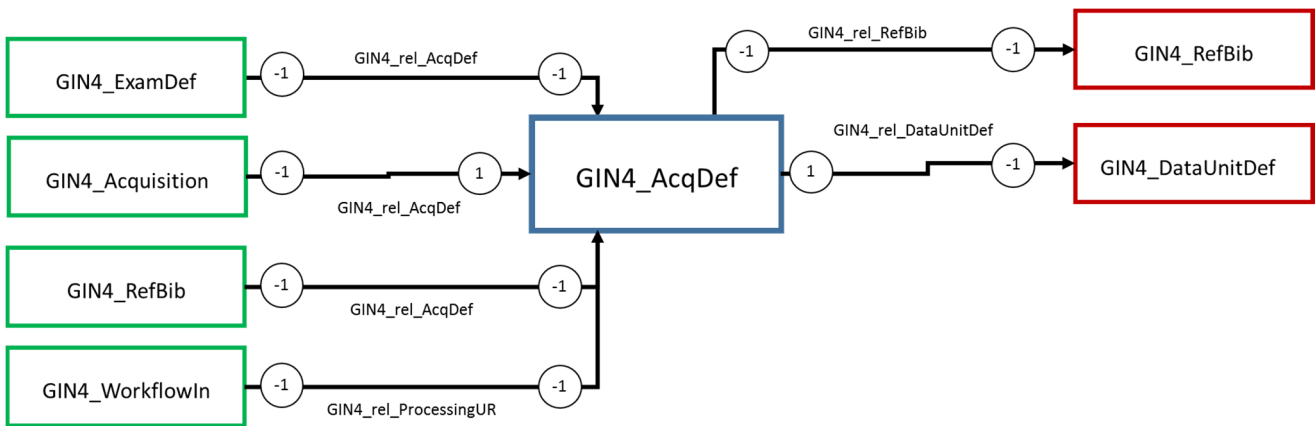 GIN4_ExamDef
-1
GIN4_rel_AcqDef
-1
GIN4_Acquisition
-1
GIN4_rel_AcqDef
1
GIN4_RefBib
-1
GIN4_rel_AcqDef
-1
GIN4_WorkflowIn
-1
GIN4_rel_ProcessingUR
-1
GIN4_AcqDef
-1
GIN4_rel_RefBib
-1
GIN4_RefBib
1
GIN4_rel_DataUnitDef
-1
GIN4_DataUnitDef